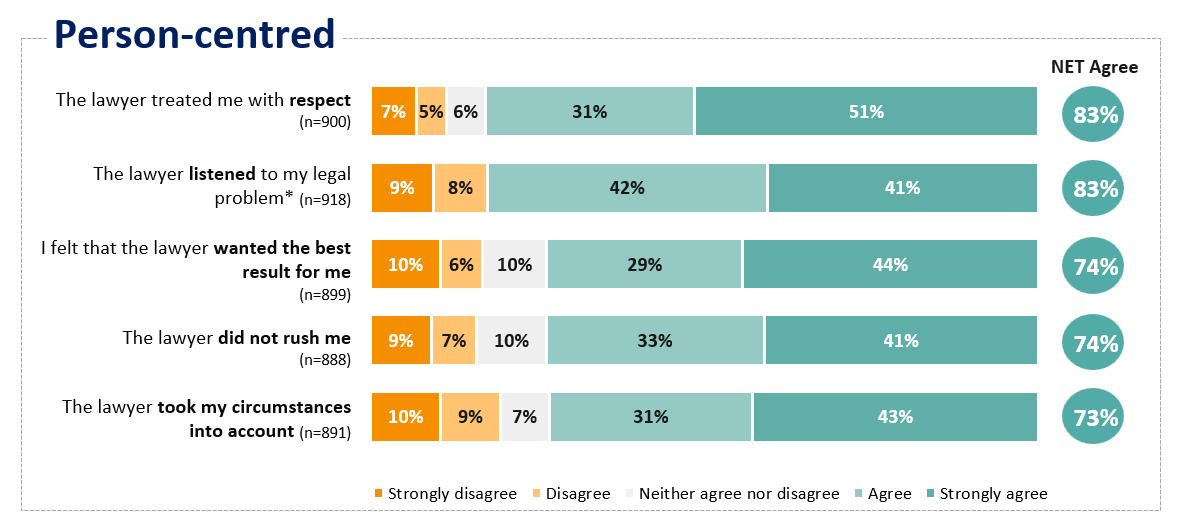 Person-centred
NET Agree
The lawyer treated me with respect
(n=900)
7% 5% 6% 31% 51% 83%
The lawyer listened to my legal
problem* (n=918)
9% 8% 42% 41% 83%
I felt that the lawyer wanted the best
result for me
(n=899)
10% 6% 10% 29% 44% 74%
The lawyer did not rush me
(n=888)
9% 7% 10% 33% 41% 74%
The lawyer took my circumstances
into account (n=891)
10% 9% 7% 31% 43% 73%
Strongly disagree Disagree Neither agree nor disagree Agree Strongly agree